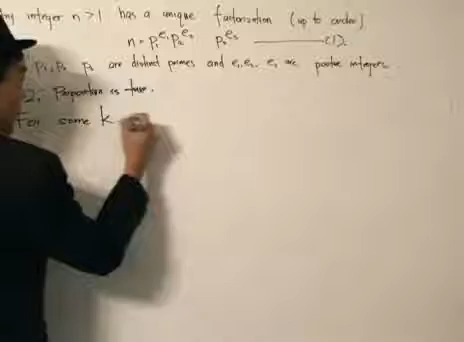 ny integer n>1 has a unique factorization (up to order)
n = p₁^e₁ p₂^e₂ pₛ^eₛ ——— (1)
p₁, p₂ pₛ are distinct primes and e₁, e₂, eₛ are positive integers.
2, Proposition is true.
For some k